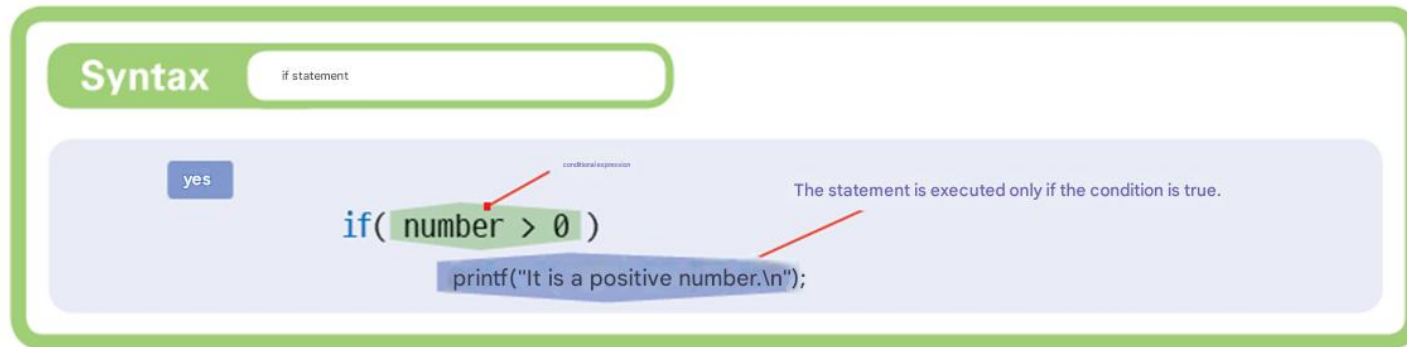 Syntax
if statement
yes
conditional expression
The statement is executed only if the condition is true.
if( number > 0 )
printf("It is a positive number.\n");